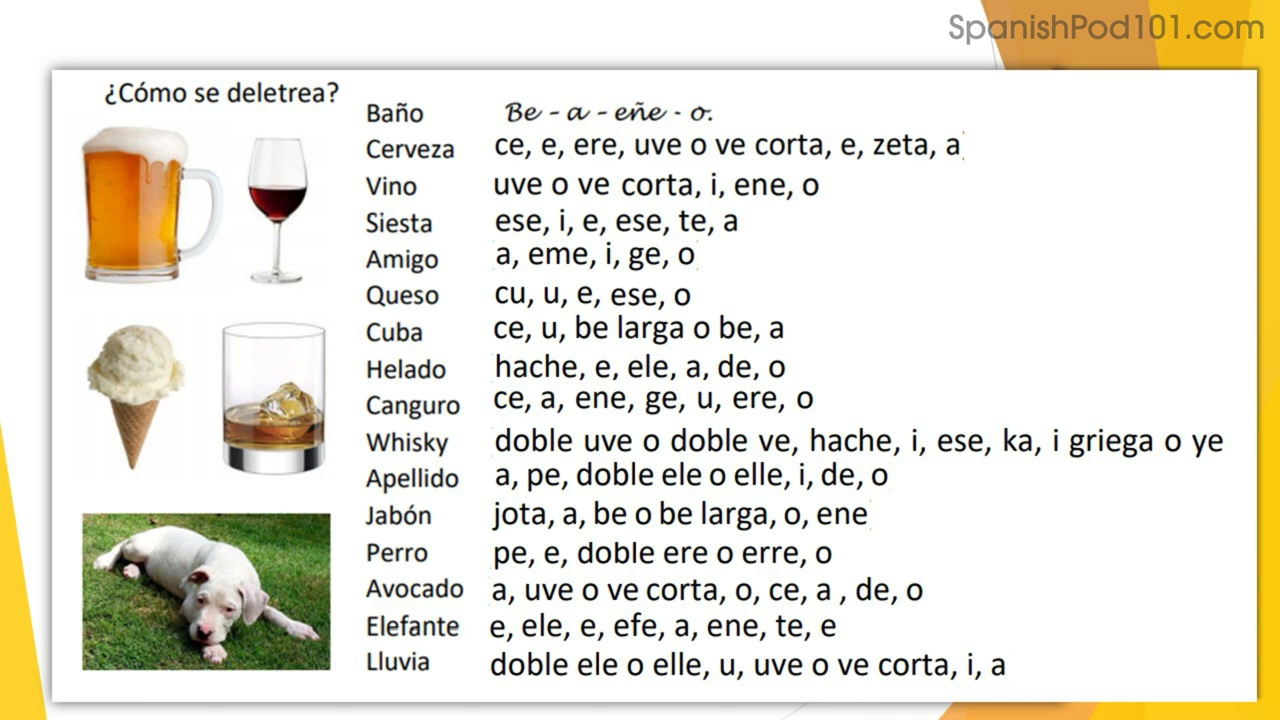 SpanishPod101.com
¿Cómo se deletrea?
Baño Be - a - eñe - o.
Cerveza ce, e, ere, uve o ve corta, e, zeta, a
Vino uve o ve corta, i, ene, o
Siesta ese, i, e, ese, te, a
Amigo a, eme, i, ge, o
Queso cu, u, e, ese, o
Cuba ce, u, be larga o be, a
Helado hache, e, ele, a, de, o
Canguro ce, a, ene, ge, u, ere, o
Whisky doble uve o doble ve, hache, i, ese, ka, i griega o ye
Apellido a, pe, doble ele o elle, i, de, o
Jabón jota, a, be o be larga, o, ene
Perro pe, e, doble ere o erre, o
Avocado a, uve o ve corta, o, ce, a , de, o
Elefante e, ele, e, efe, a, ene, te, e
Lluvia doble ele o elle, u, uve o ve corta, i, a